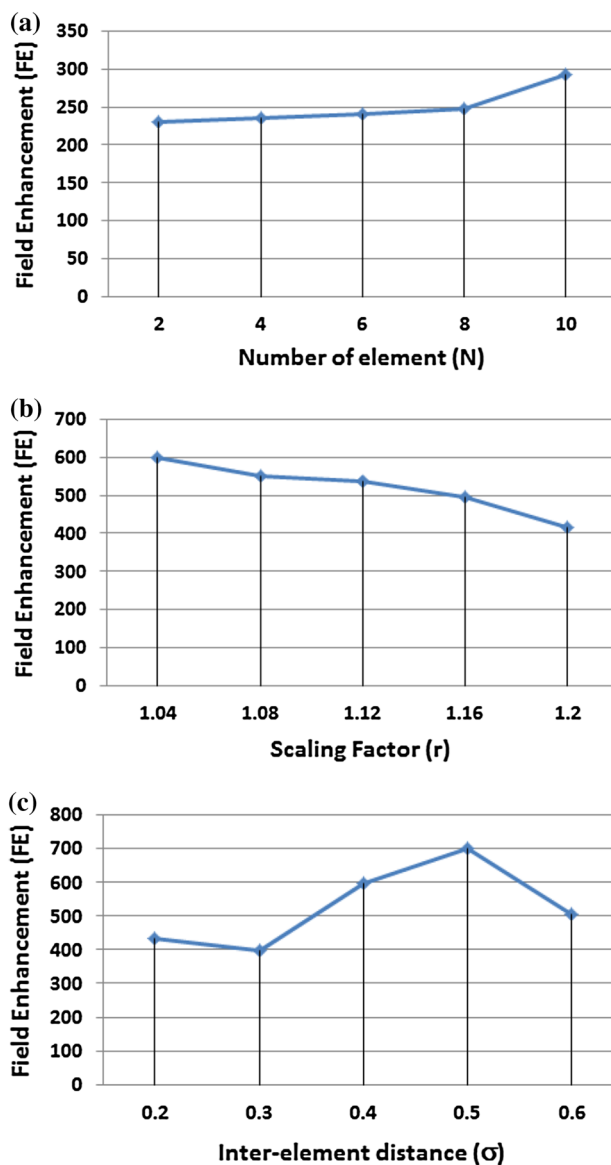 (a)
Field Enhancement (FE)
350
300
250
200
150
100
50
0
2 4 6 8 10
Number of element (N)
(b)
Field Enhancement (FE)
700
600
500
400
300
200
100
0
1.04 1.08 1.12 1.16 1.2
Scaling Factor (r)
(c)
Field Enhancement (FE)
800
700
600
500
400
300
200
100
0
0.2 0.3 0.4 0.5 0.6
Inter-element distance (σ)